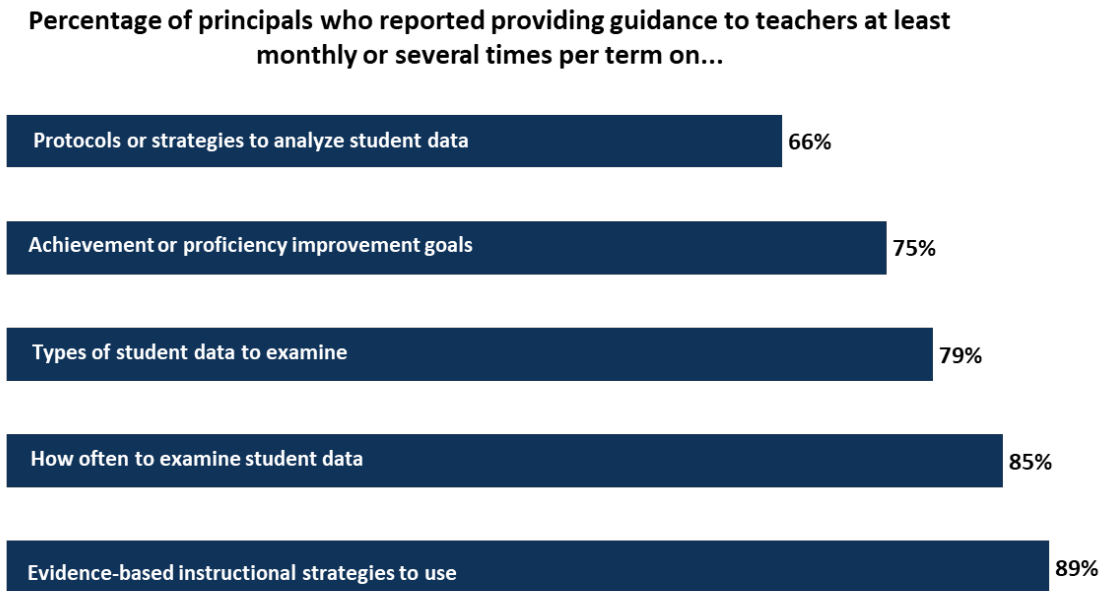 Percentage of principals who reported providing guidance to teachers at least
monthly or several times per term on...
Protocols or strategies to analyze student data
66%
Achievement or proficiency improvement goals
75%
Types of student data to examine
79%
How often to examine student data
85%
Evidence-based instructional strategies to use
89%